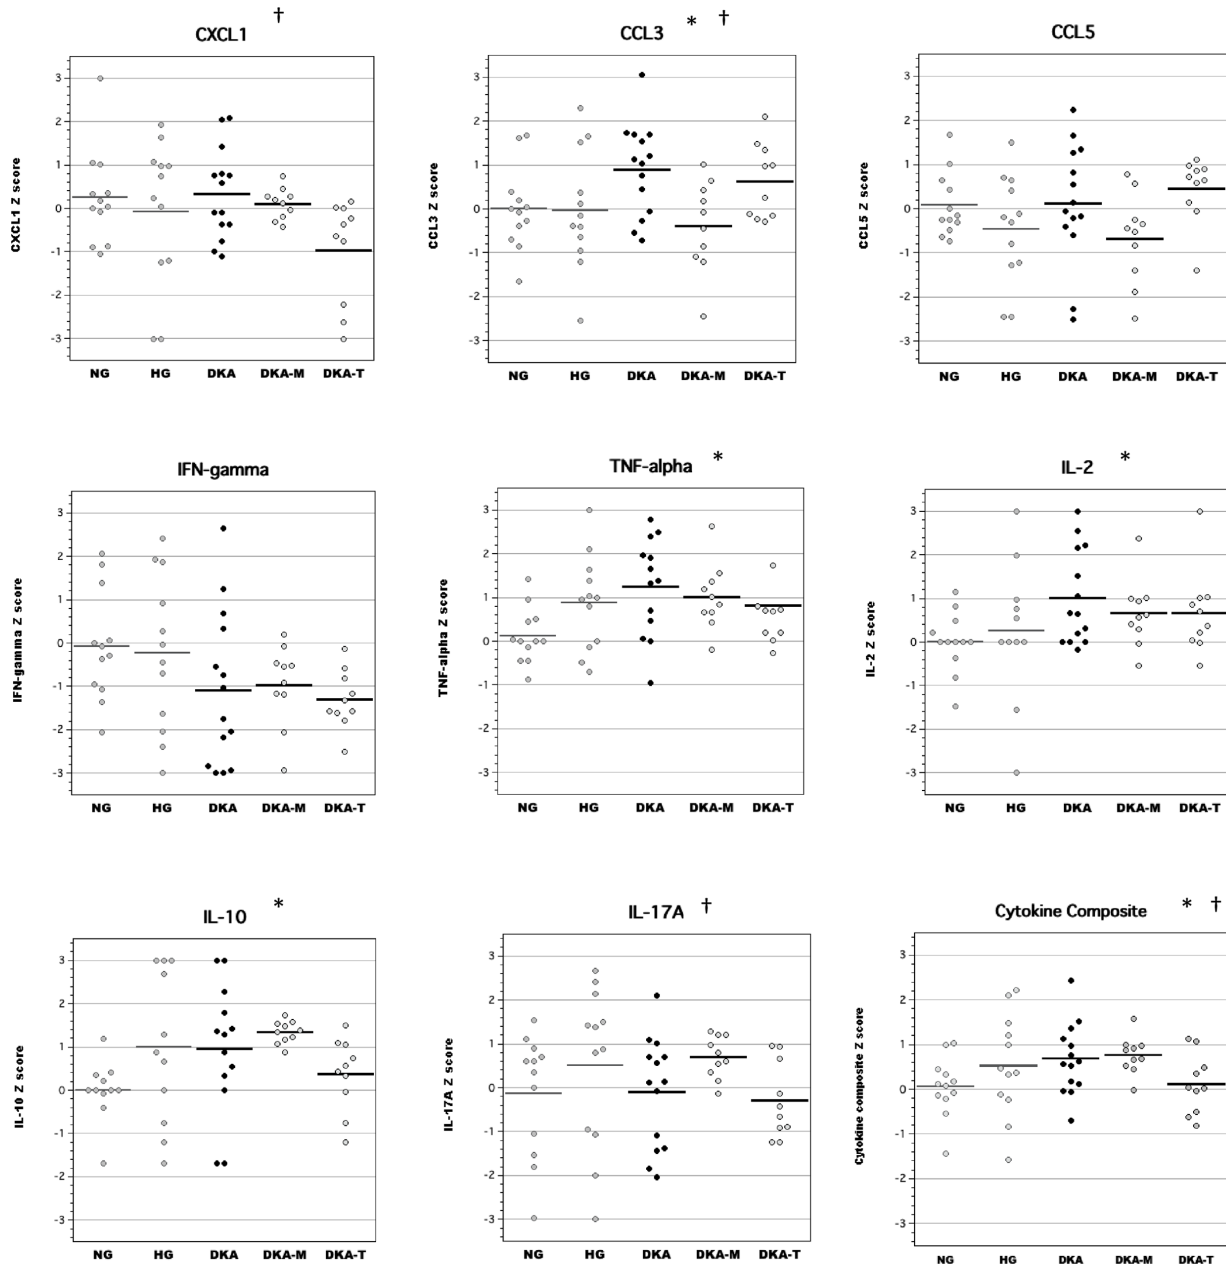 CXCL1 †
3
2
1
0
-1
-2
-3
CXCL1 Z score
NG HG DKA DKA-M DKA-T
CCL3 * †
3
2
1
0
-1
-2
-3
CCL3 Z score
NG HG DKA DKA-M DKA-T
CCL5
3
2
1
0
-1
-2
-3
CCL5 Z score
NG HG DKA DKA-M DKA-T
IFN-gamma
3
2
1
0
-1
-2
-3
IFN-gamma Z score
NG HG DKA DKA-M DKA-T
TNF-alpha *
3
2
1
0
-1
-2
-3
TNF-alpha Z score
NG HG DKA DKA-M DKA-T
IL-2 *
3
2
1
0
-1
-2
-3
IL-2 Z score
NG HG DKA DKA-M DKA-T
IL-10 *
3
2
1
0
-1
-2
-3
IL-10 Z score
NG HG DKA DKA-M DKA-T
IL-17A †
3
2
1
0
-1
-2
-3
IL-17A Z score
NG HG DKA DKA-M DKA-T
Cytokine Composite * †
3
2
1
0
-1
-2
-3
Cytokine composite Z score
NG HG DKA DKA-M DKA-T